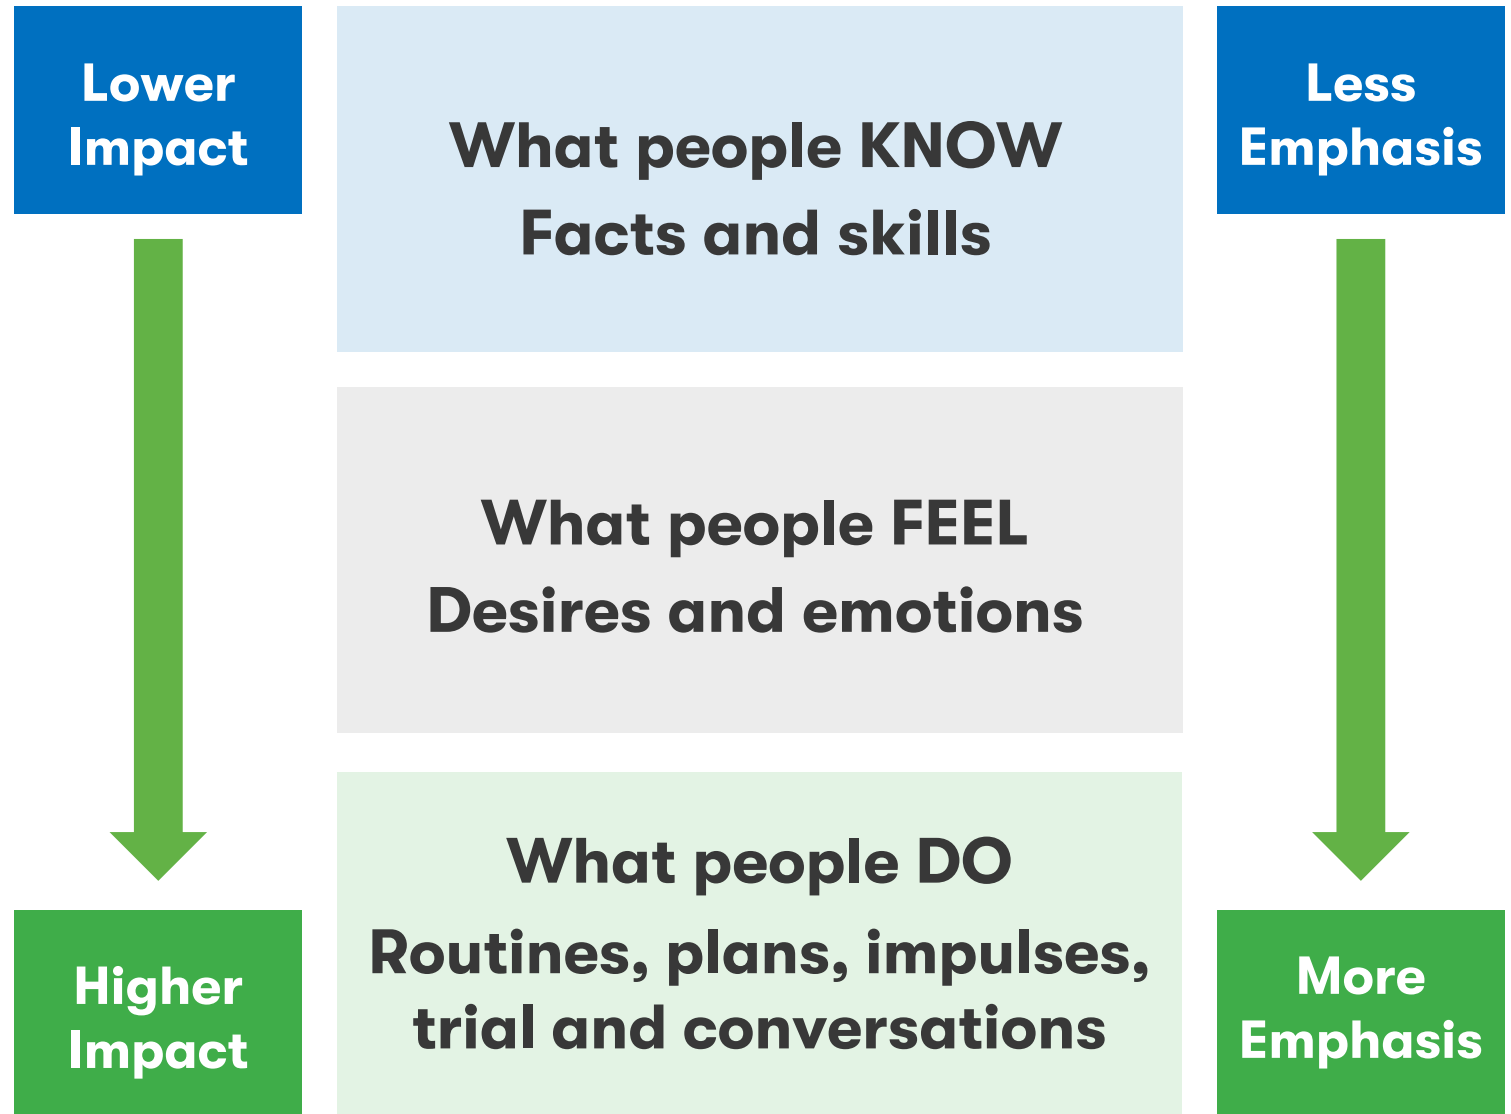 Lower
Impact
What people KNOW
Facts and skills
Less
Emphasis
What people FEEL
Desires and emotions
Higher
Impact
What people DO
Routines, plans, impulses,
trial and conversations
More
Emphasis